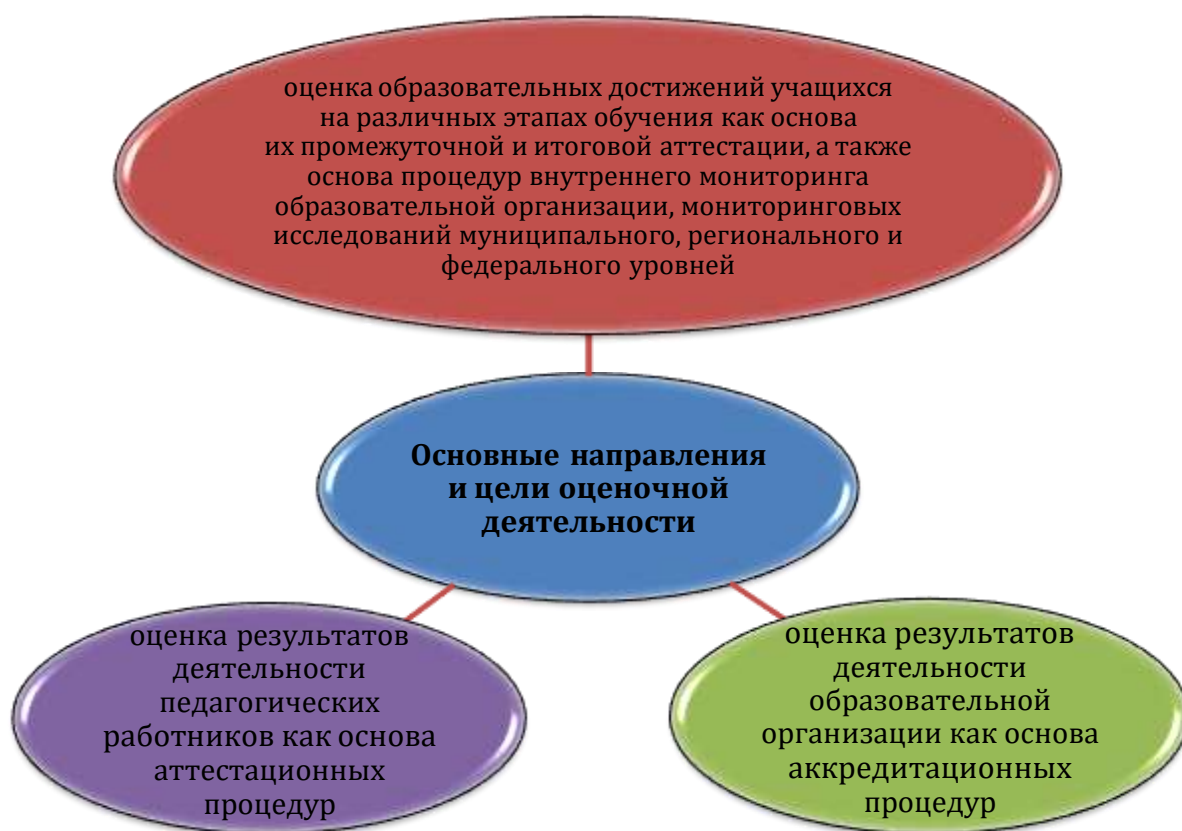 оценка образовательных достижений учащихся
на различных этапах обучения как основа
их промежуточной и итоговой аттестации, а также
основа процедур внутреннего мониторинга
образовательной организации, мониторинговых
исследований муниципального, регионального и
федерального уровней
Основные направления
и цели оценочной
деятельности
оценка результатов
деятельности
педагогических
работников как основа
аттестационных
процедур
оценка результатов
деятельности
образовательной
организации как основа
аккредитационных
процедур